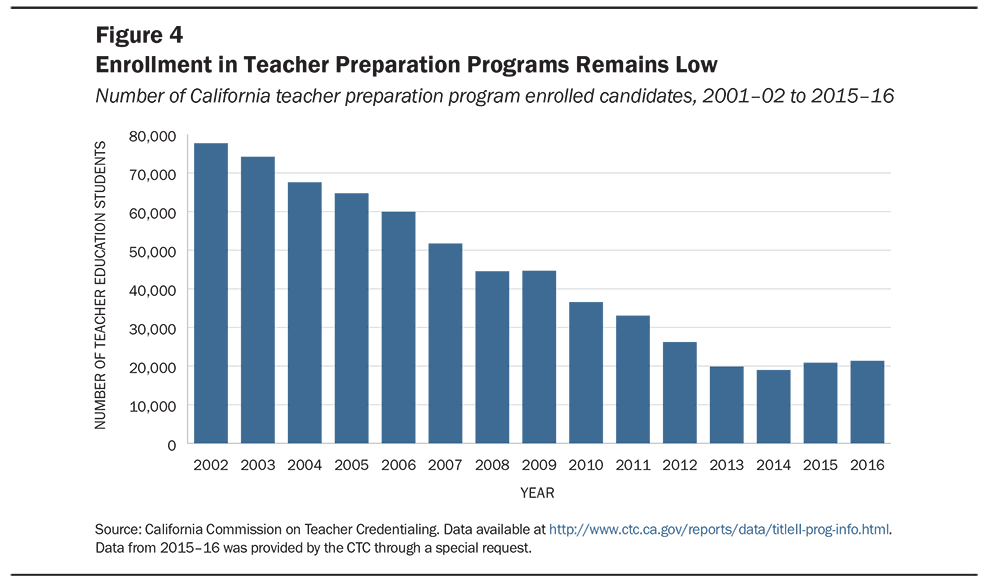 Figure 4
Enrollment in Teacher Preparation Programs Remains Low
Number of California teacher preparation program enrolled candidates, 2001–02 to 2015–16
NUMBER OF TEACHER EDUCATION STUDENTS
80,000
70,000
60,000
50,000
40,000
30,000
20,000
10,000
0
2002 2003 2004 2005 2006 2007 2008 2009 2010 2011 2012 2013 2014 2015 2016
YEAR
Source: California Commission on Teacher Credentialing. Data available at http://www.ctc.ca.gov/reports/data/titleII-prog-info.html.
Data from 2015–16 was provided by the CTC through a special request.